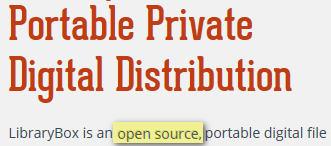 Portable Private
Digital Distribution
LibraryBox is an open source, portable digital file